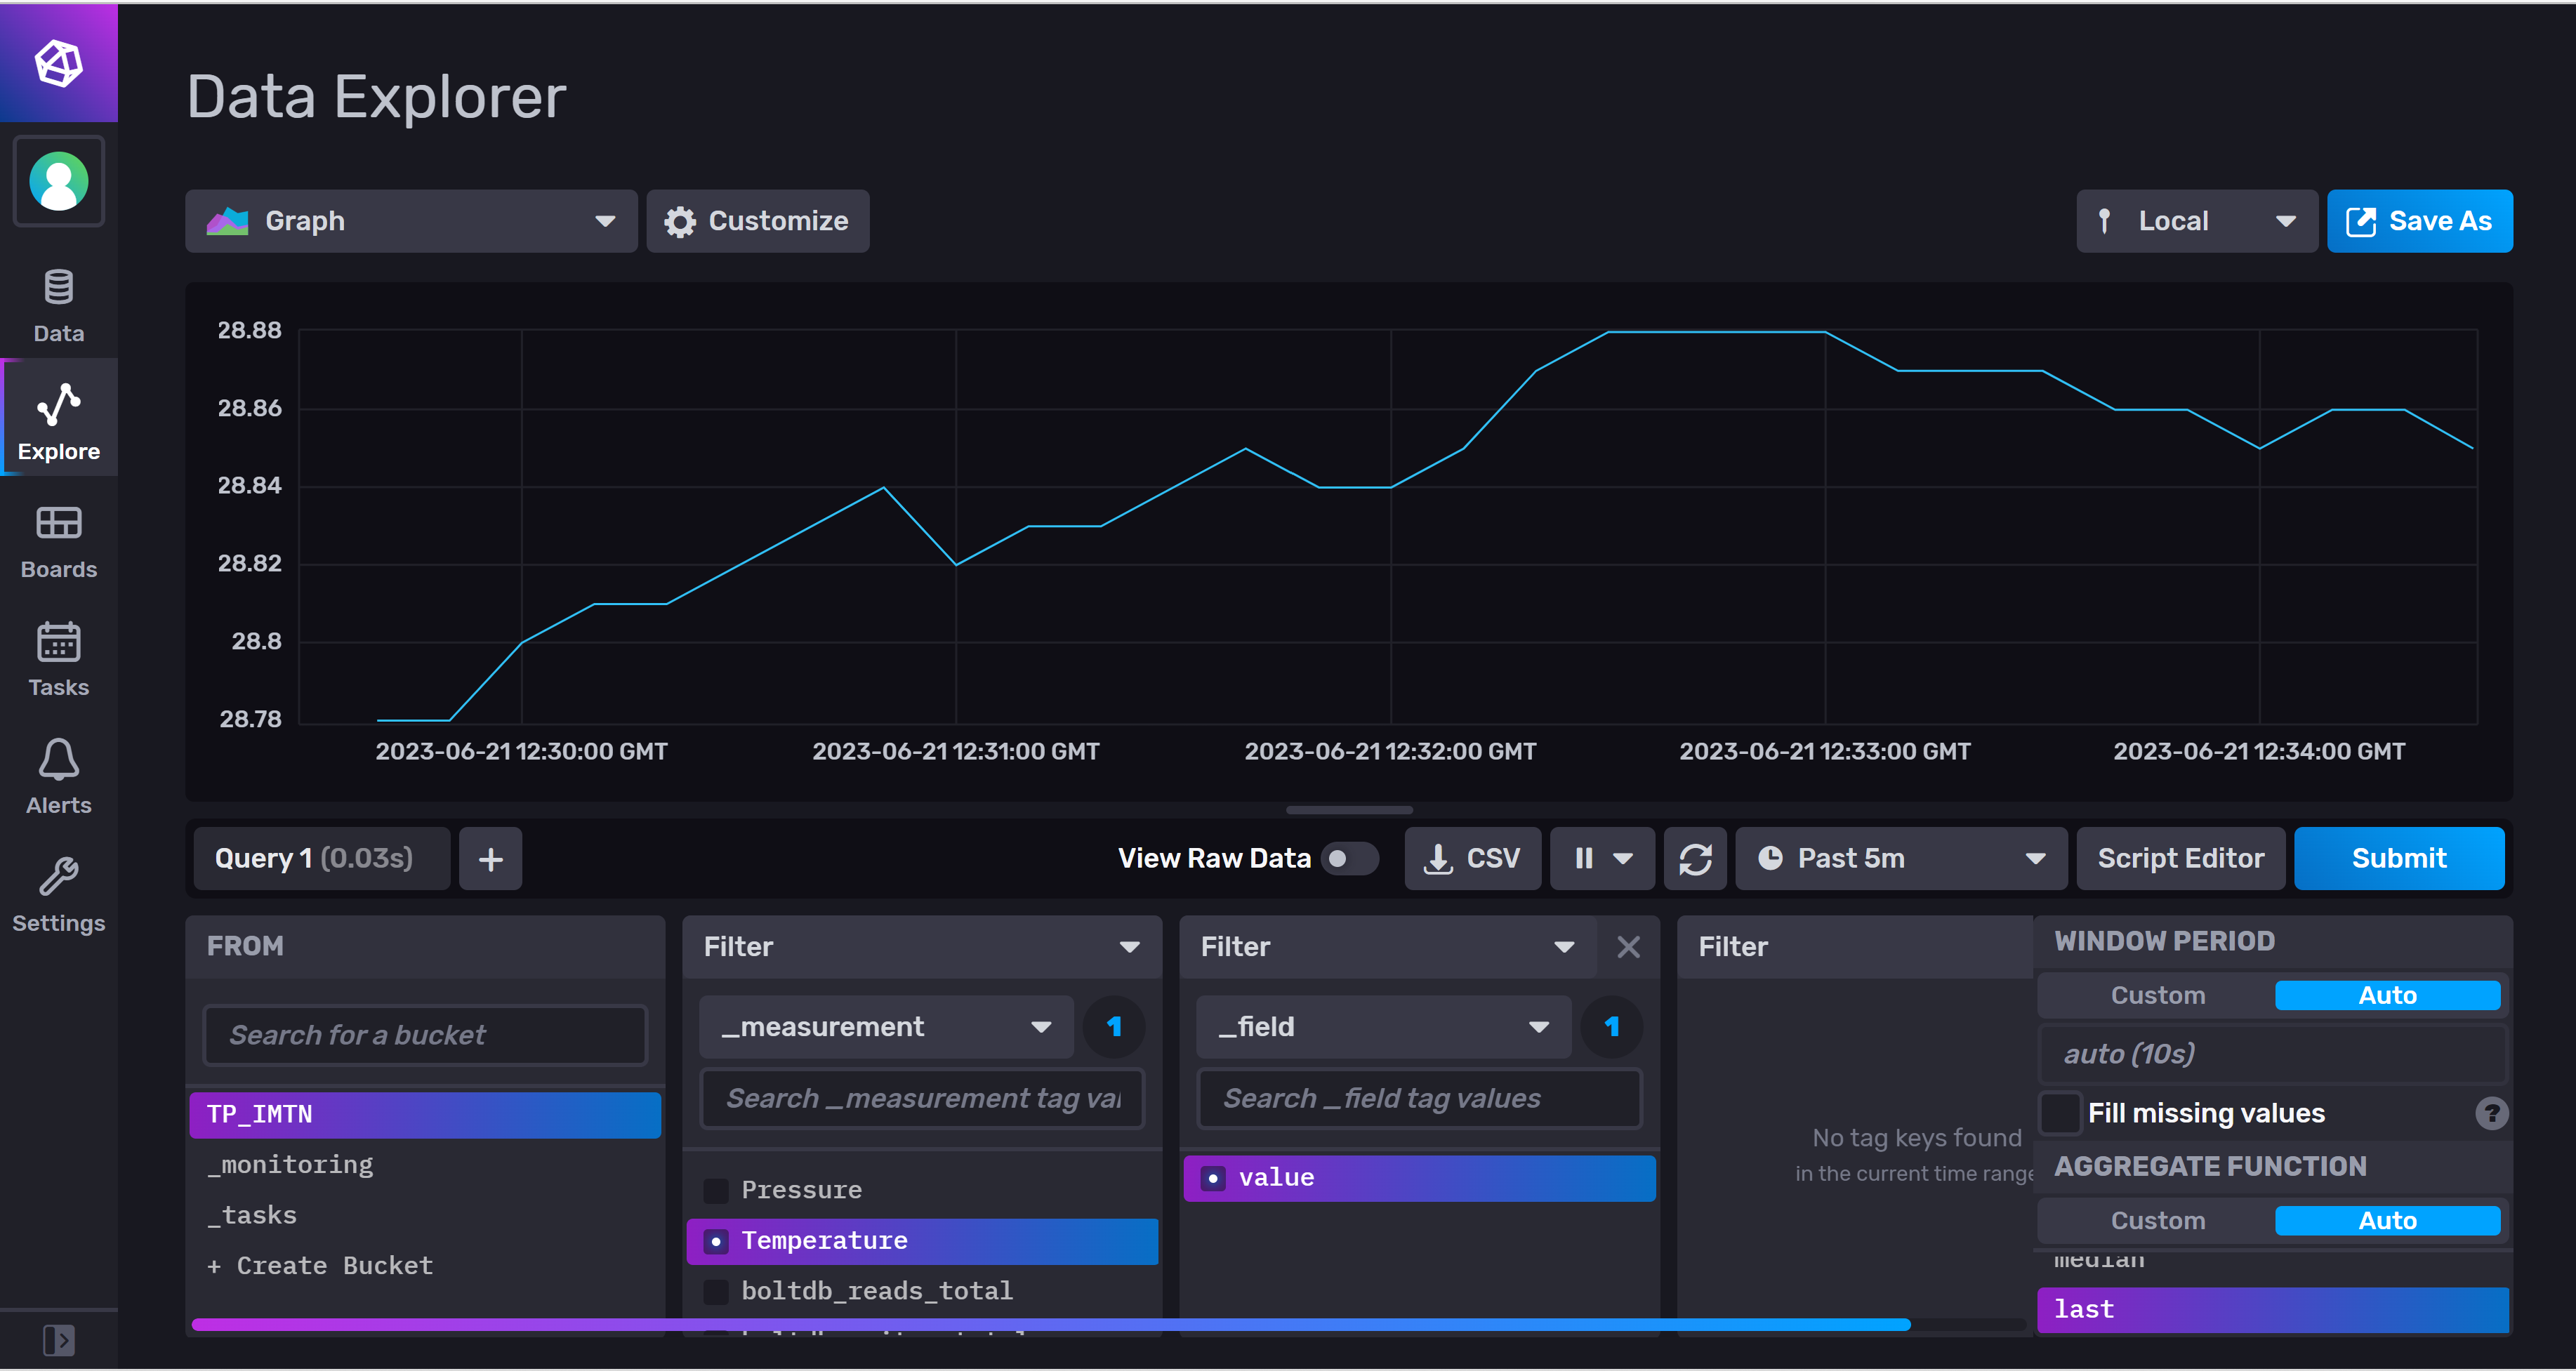 Data Explorer
Graph
Customize
Local
Save As
Data
Explore
Boards
Tasks
Alerts
Settings
28.88
28.86
28.84
28.82
28.8
28.78
2023-06-21 12:30:00 GMT
2023-06-21 12:31:00 GMT
2023-06-21 12:32:00 GMT
2023-06-21 12:33:00 GMT
2023-06-21 12:34:00 GMT
Query 1 (0.03s)
+
View Raw Data
CSV
Past 5m
Script Editor
Submit
FROM
Search for a bucket
TP_IMTN
_monitoring
_tasks
+ Create Bucket
Filter
_measurement
1
Search _measurement tag val
Pressure
Temperature
boltdb_reads_total
Filter
_field
1
Search _field tag values
value
Filter
No tag keys found
in the current time range
WINDOW PERIOD
Custom
Auto
auto (10s)
Fill missing values
?
AGGREGATE FUNCTION
Custom
Auto
median
last